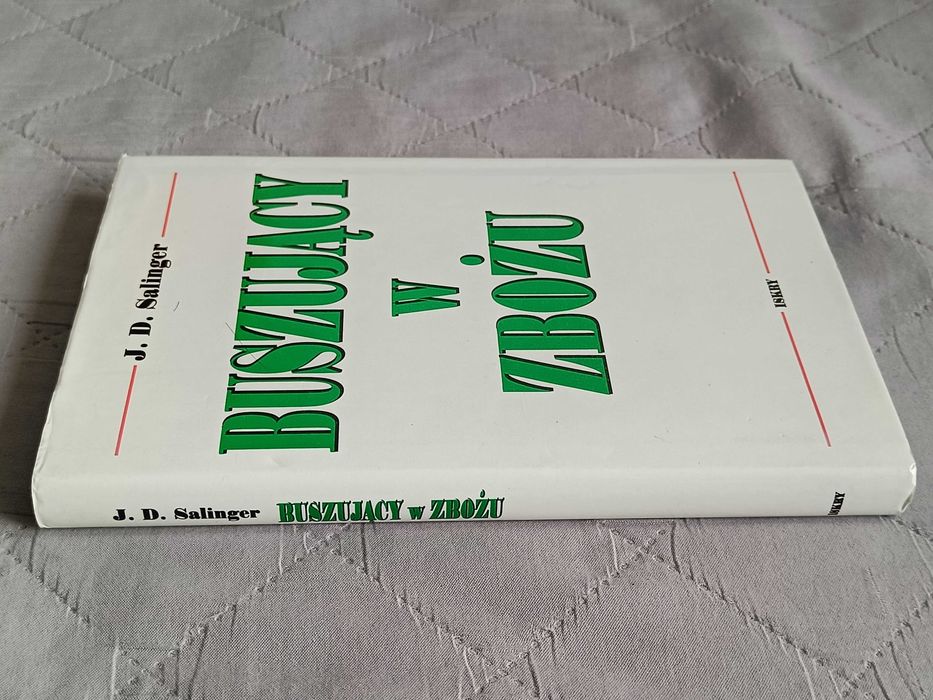 J. D. Salinger
BUSZUJĄCY
W
ZBOŻU
ISKRY
J. D. Salinger BUSZUJĄCY w ZBOŻU
ISKRY